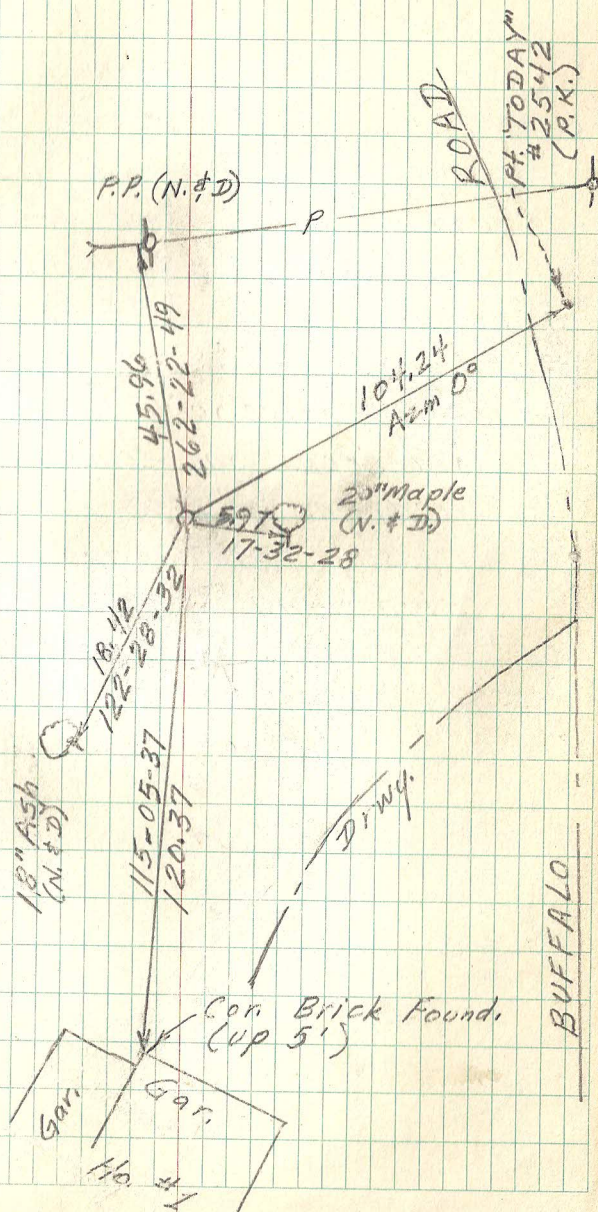 ROAD
Pt. "TODAY"
#2542
(P.K.)
P.P. (N. & D)
P
45.96
262-22-49
104.24
Azm 0°
20" Maple
(N. & D.)
5.97
17-32-28
18.42
122-28-32
18" Ash
(N. & D)
115-05-37
120.37
Drwy.
BUFFALO
Cor. Brick Found.
(up 5')
Gar.
Gar.
Ho. #1